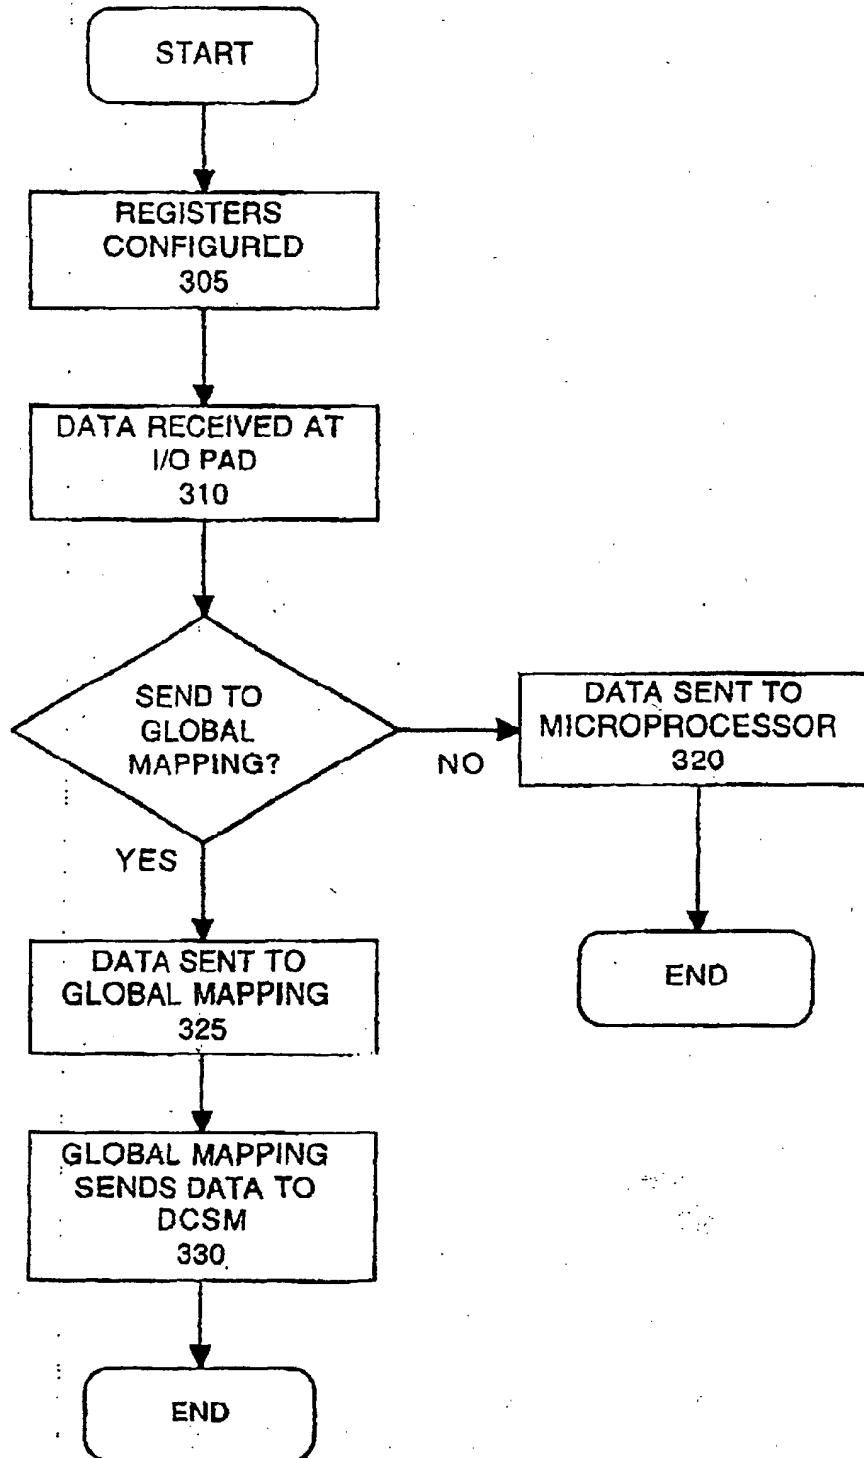 START
REGISTERS
CONFIGURED
305
DATA RECEIVED AT
I/O PAD
310
SEND TO
GLOBAL
MAPPING?
NO
DATA SENT TO
MICROPROCESSOR
320
YES
END
DATA SENT TO
GLOBAL MAPPING
325
GLOBAL MAPPING
SENDS DATA TO
DCSM
330
END